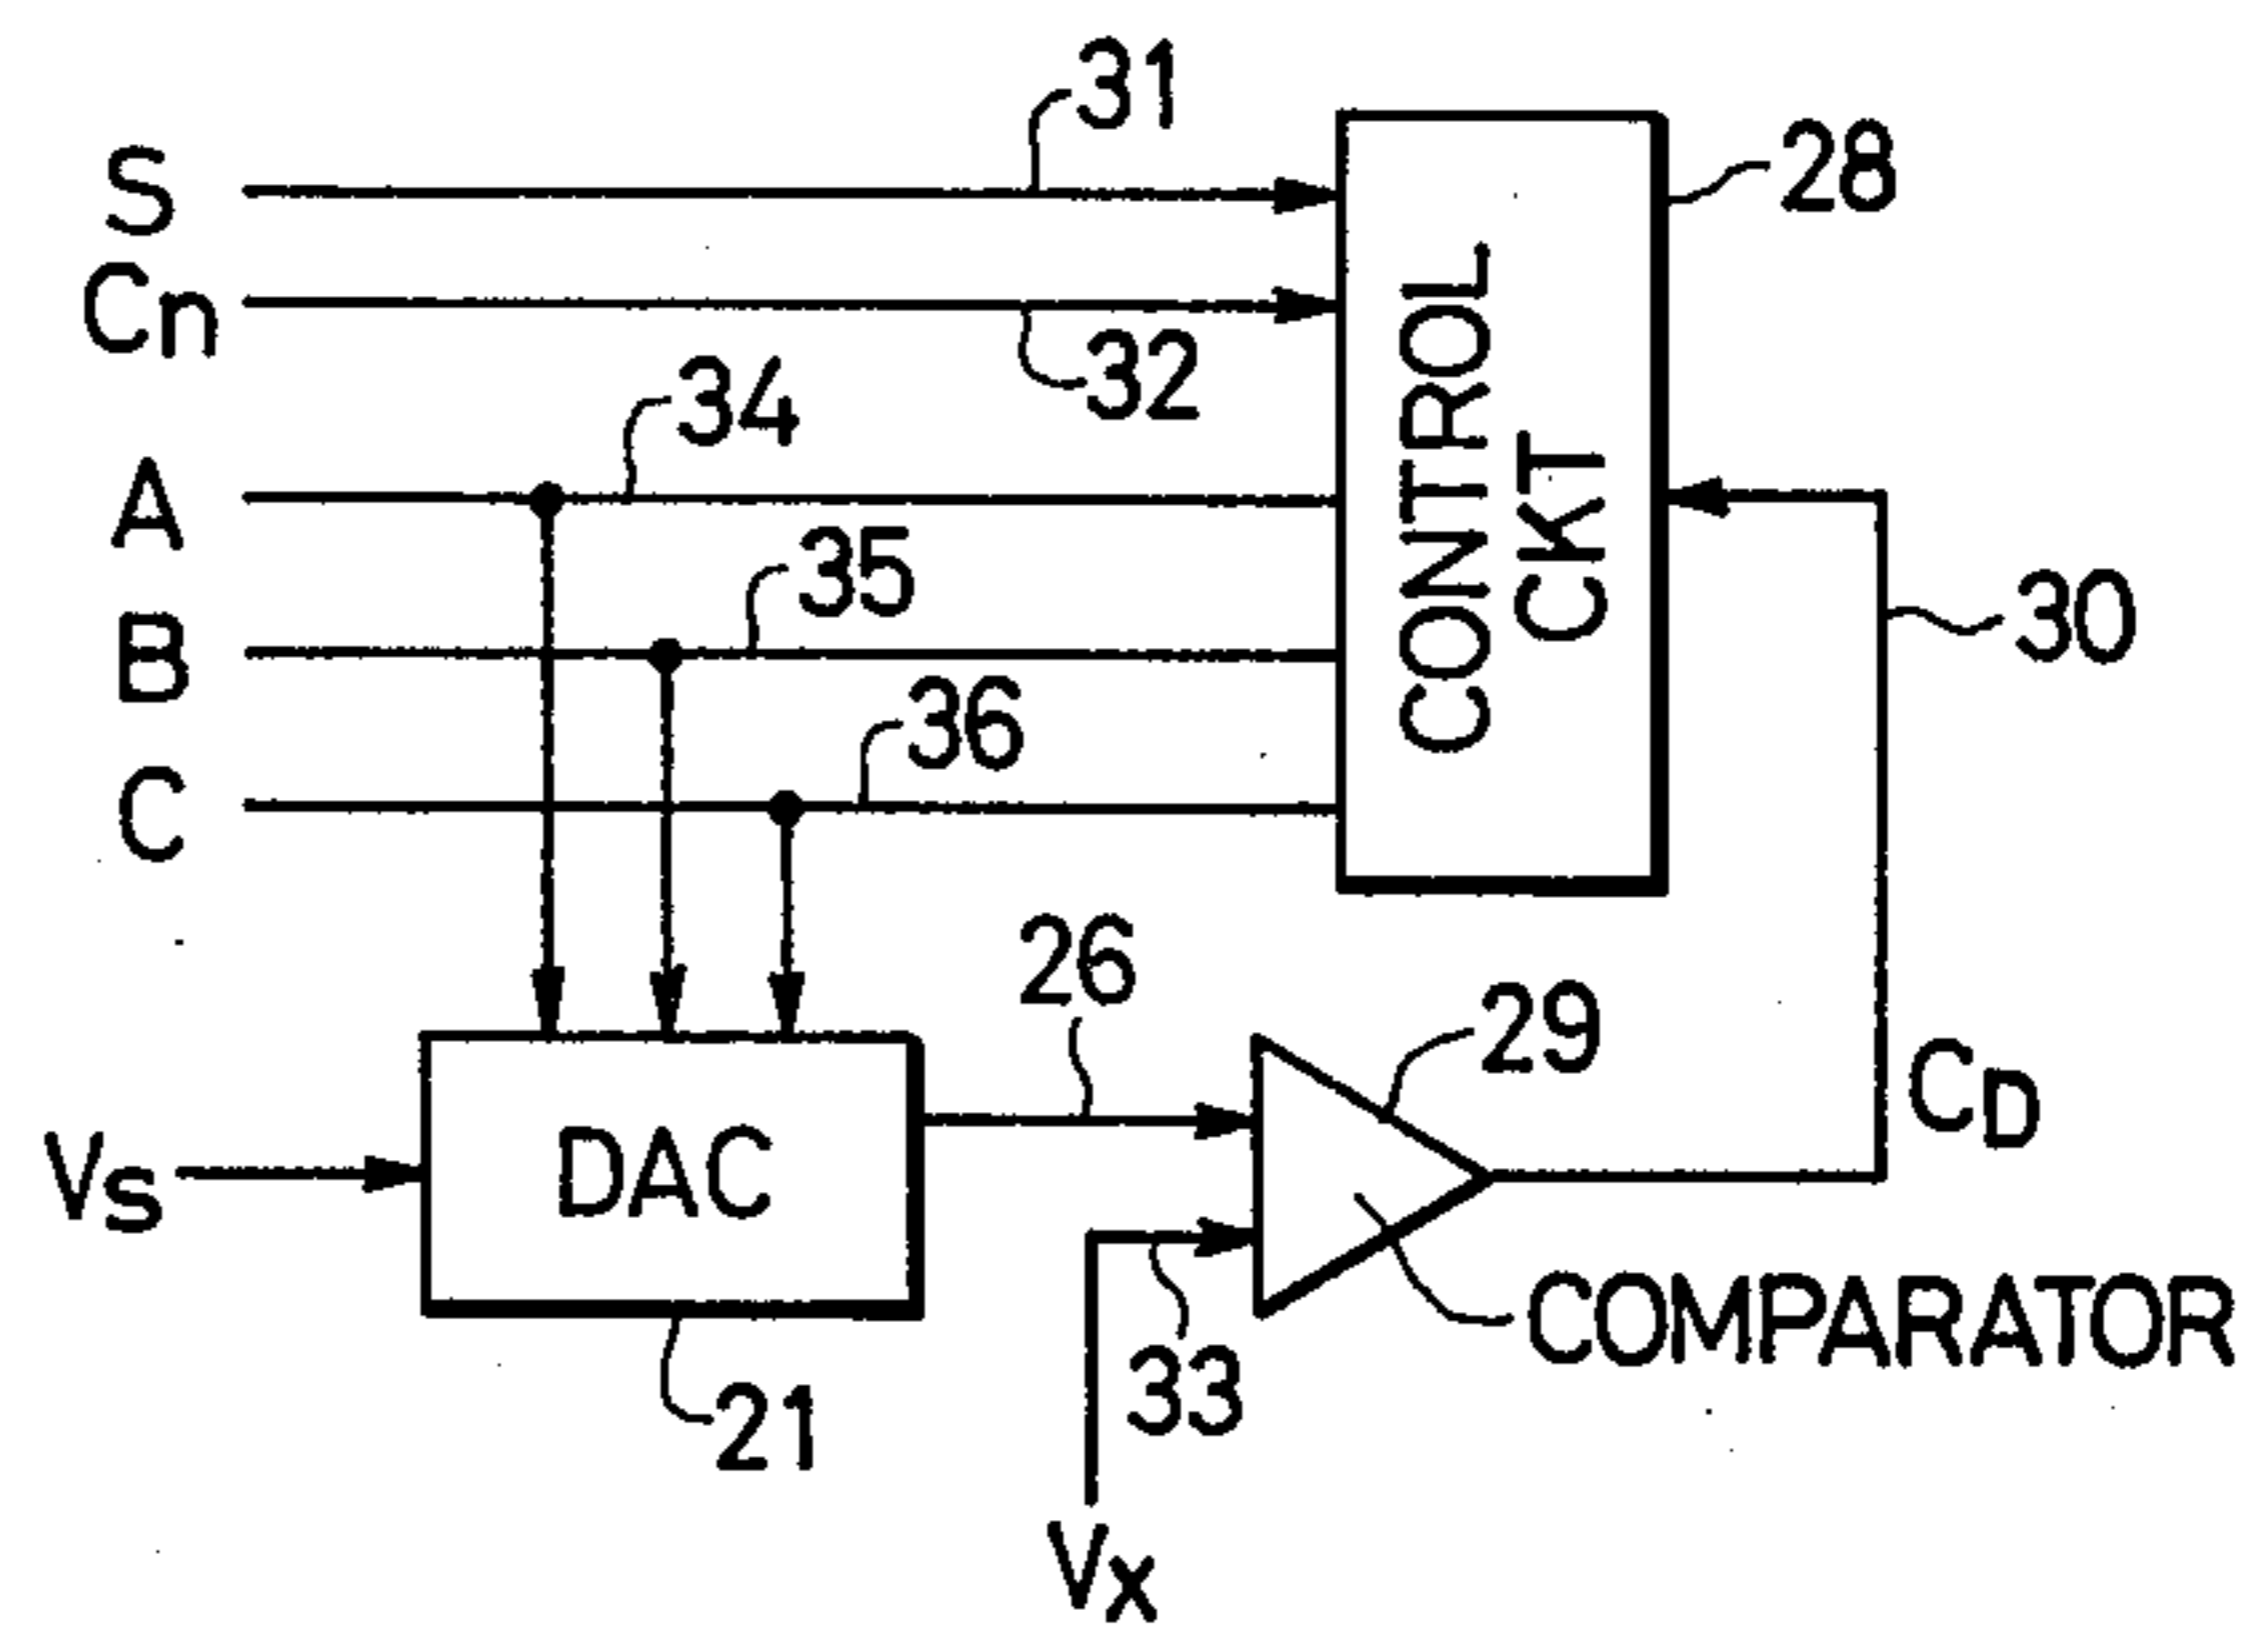 31
S
28
Cn
32
34
A
CONTROL
CKT
35
30
B
36
C
26
29
CD
VS
DAC
COMPARATOR
33
21
VX